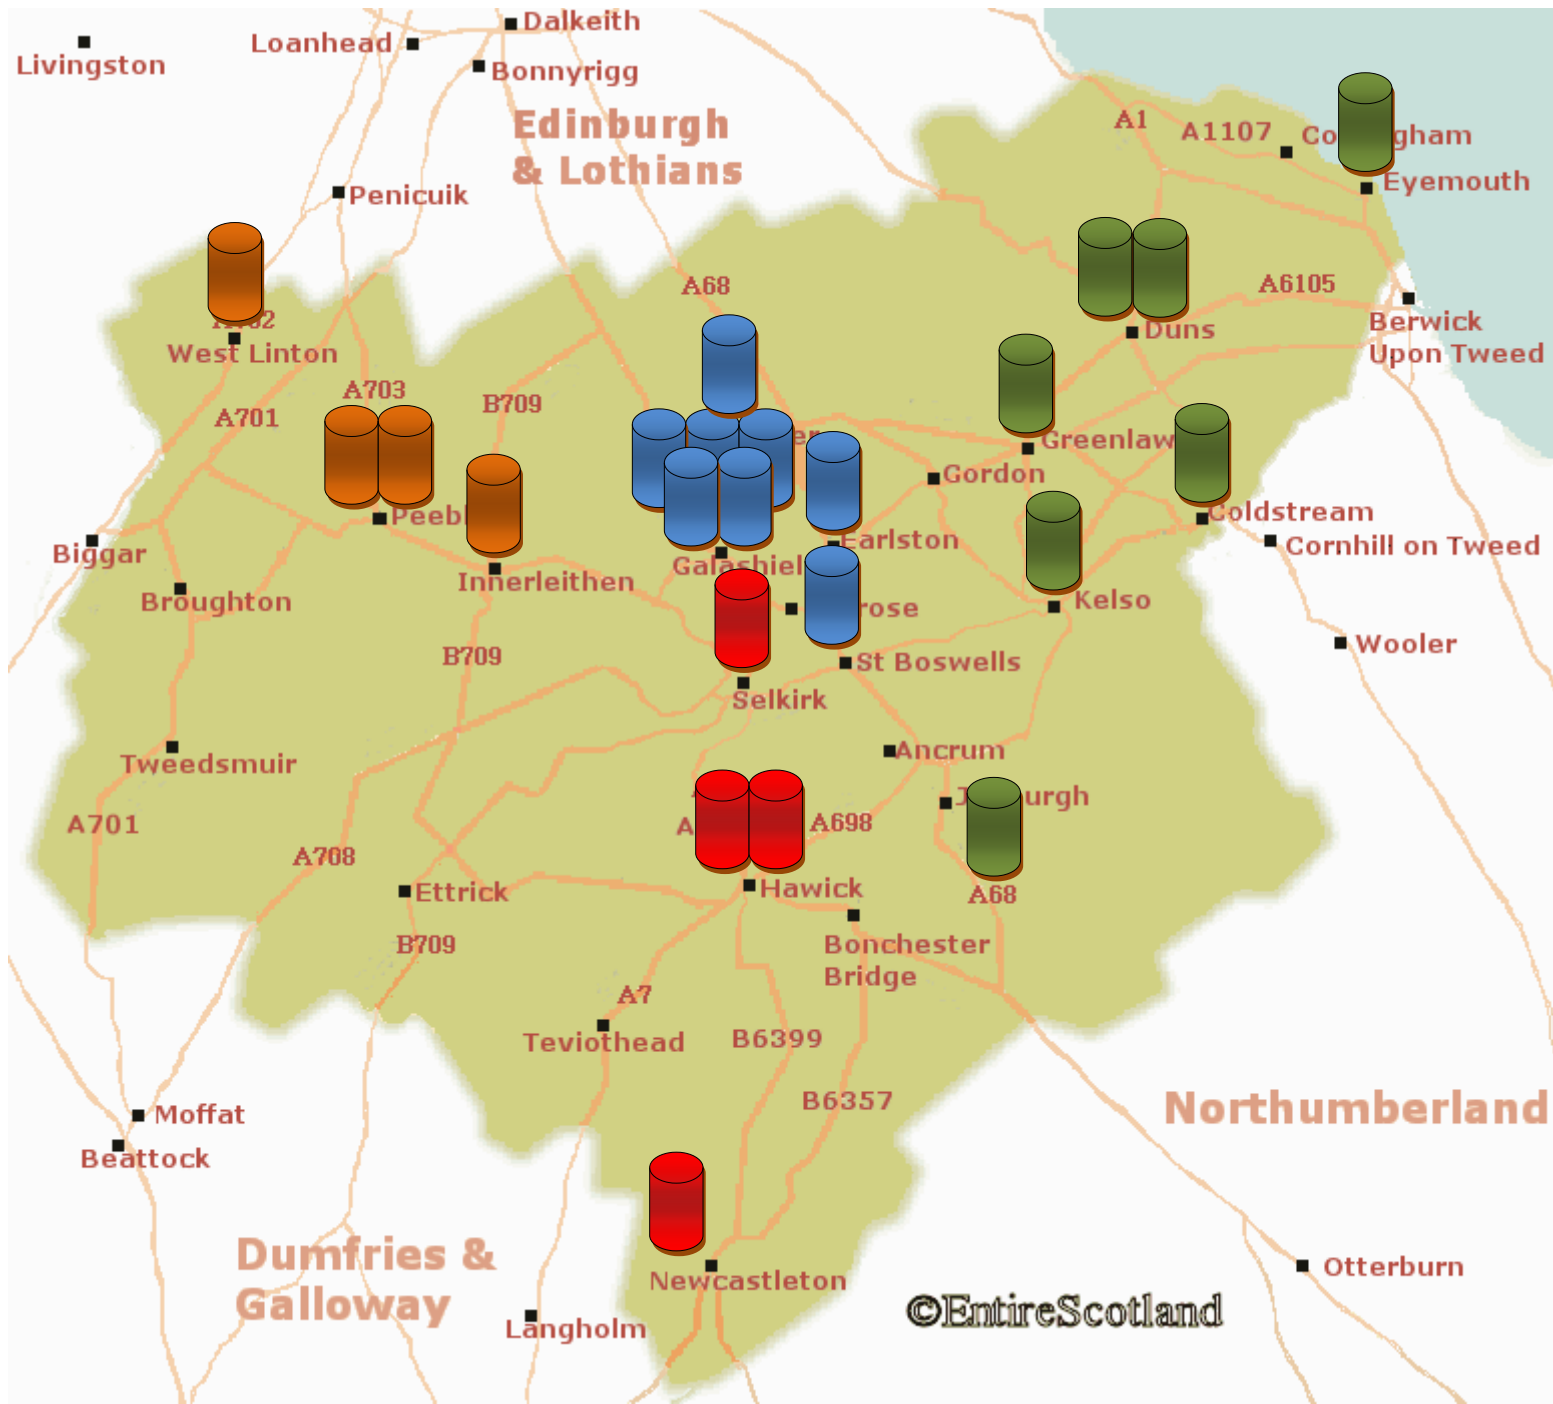 Dalkeith
Loanhead
Livingston
Bonnyrigg
Edinburgh
& Lothians
A1
A1107
Eyemouth
Penicuik
A68
A6105
Berwick
Upon Tweed
Duns
West Linton
A703
A701
B709
Greenlaw
Gordon
Coldstream
Cornhill on Tweed
Earlston
Biggar
Innerleithen
Broughton
Kelso
Wooler
B709
St Boswells
Selkirk
Ancrum
Tweedsmuir
A701
A698
A708
Ettrick
Hawick
A68
B709
Bonchester
Bridge
A7
Teviothead
B6399
B6357
Northumberland
Moffat
Beattock
Dumfries &
Galloway
Otterburn
Newcastleton
©EntireScotland
Langholm